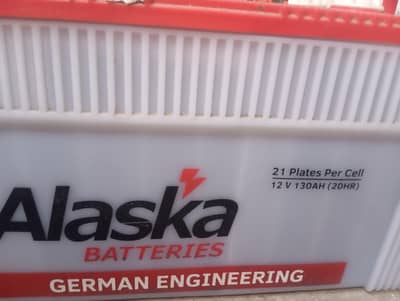 Alaska
BATTERIES
21 Plates Per Cell
12 V 130AH (20HR)
GERMAN ENGINEERING